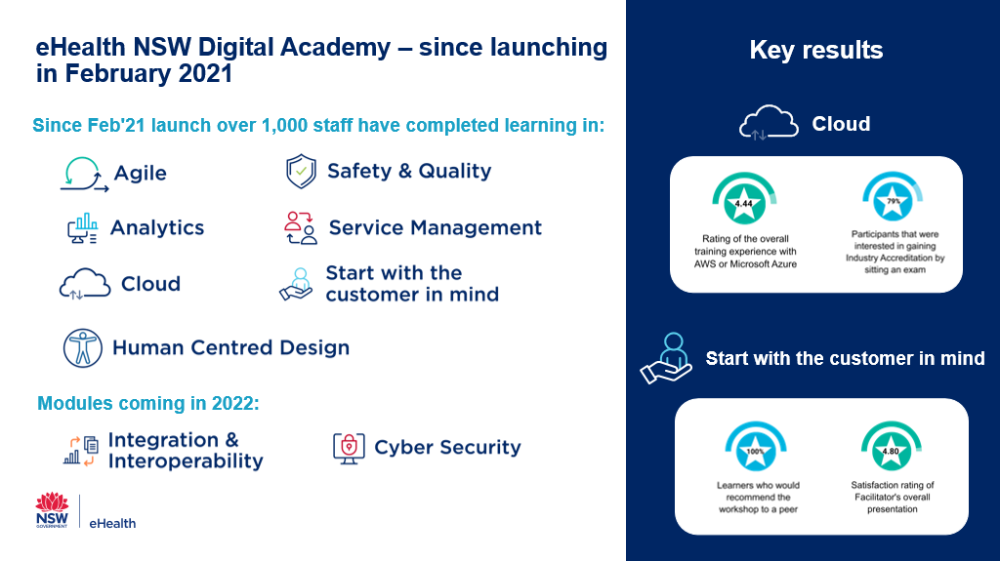 eHealth NSW Digital Academy – since launching
in February 2021
Since Feb'21 launch over 1,000 staff have completed learning in:
Agile
Safety & Quality
Analytics
Service Management
Cloud
Start with the
customer in mind
Human Centred Design
Modules coming in 2022:
Integration &
Interoperability
Cyber Security
NSW
GOVERNMENT
eHealth
Key results
Cloud
4.44
Rating of the overall
training experience with
AWS or Microsoft Azure
79%
Participants that were
interested in gaining
Industry Accreditation by
sitting an exam
Start with the customer in mind
100%
Learners who would
recommend the
workshop to a peer
4.80
Satisfaction rating of
Facilitator's overall
presentation